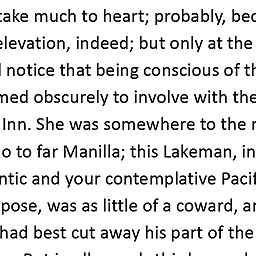 take much to heart; probably, bec
elevation, indeed; but only at the
notice that being conscious of th
med obscurely to involve with the
Inn. She was somewhere to the r
o to far Manilla; this Lakeman, in
ntic and your contemplative Pacif
pose, was as little of a coward, a
had best cut away his part of the